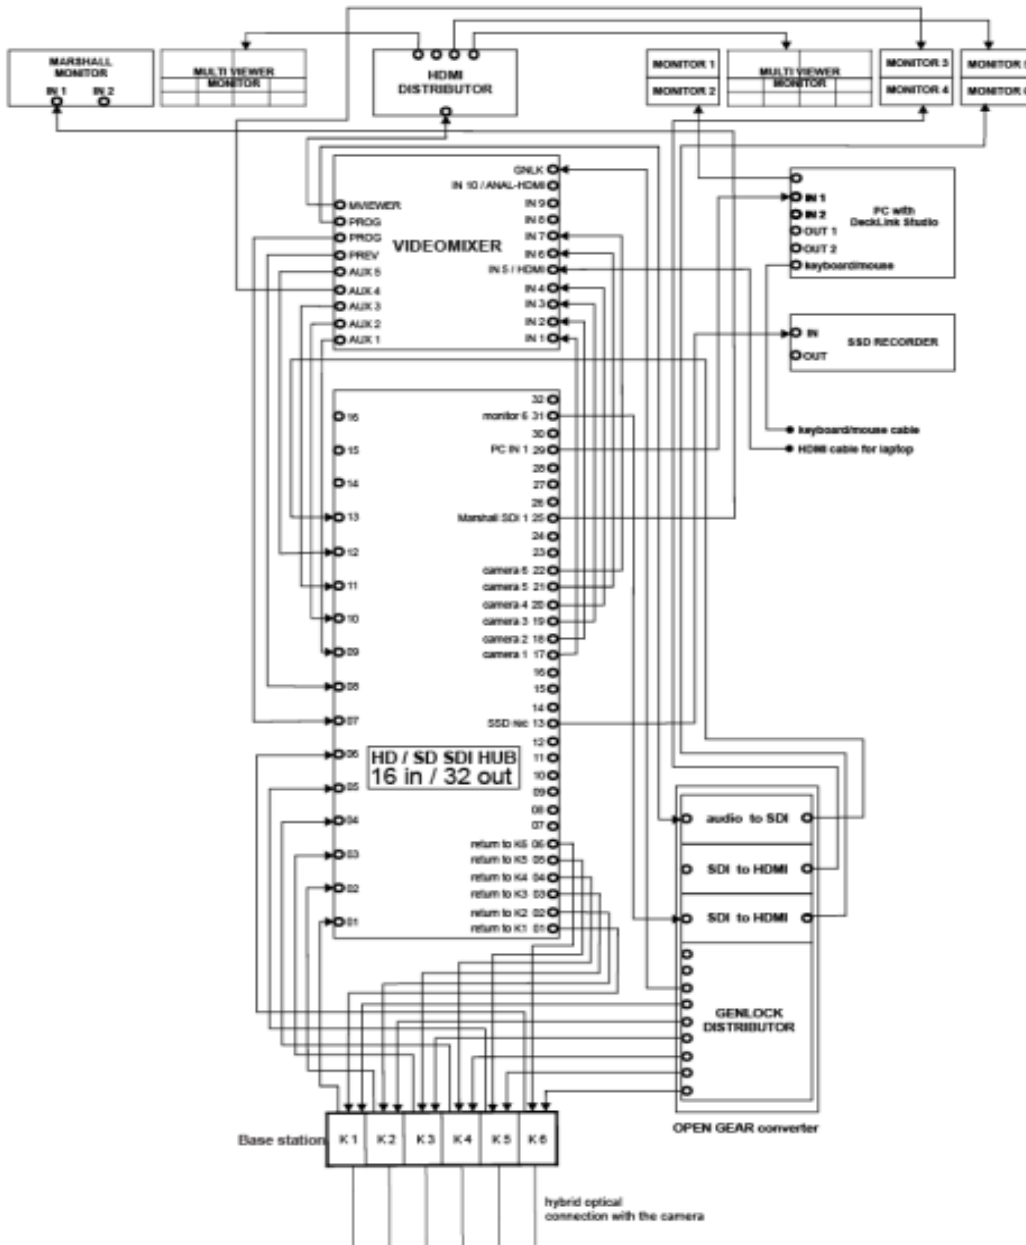 MARSHALL
MONITOR
IN 1
IN 2
MULTI VIEWER
MONITOR
HDMI
DISTRIBUTOR
MONITOR 1
MONITOR 2
MULTI VIEWER
MONITOR
MONITOR 3
MONITOR 4
MONITOR 5
MONITOR 6
VIDEOMIXER
MVIEWER
PROG
PROG
PREV
AUX 5
AUX 4
AUX 3
AUX 2
AUX 1
GNLK
IN 10 / ANAL-HDMI
IN 9
IN 8
IN 7
IN 6
IN 5 / HDMI
IN 4
IN 3
IN 2
IN 1
IN 1
IN 2
OUT 1
OUT 2
keyboard/mouse
PC with
DeckLink Studio
IN
OUT
SSD RECORDER
keyboard/mouse cable
HDMI cable for laptop
16
15
14
13
12
11
10
09
08
07
06
05
04
03
02
01
32
monitor 6 31
30
PC IN 1 29
28
27
26
Marshall SDI 1 25
24
23
camera 6 22
camera 5 21
camera 4 20
camera 3 19
camera 2 18
camera 1 17
16
15
14
SSD rec 13
12
11
10
09
08
07
return to K6 06
return to K5 05
return to K4 04
return to K3 03
return to K2 02
return to K1 01
HD / SD SDI HUB
16 in / 32 out
audio to SDI
SDI to HDMI
SDI to HDMI
GENLOCK
DISTRIBUTOR
OPEN GEAR converter
Base station
K 1
K 2
K 3
K 4
K 5
K 6
hybrid optical
connection with the camera